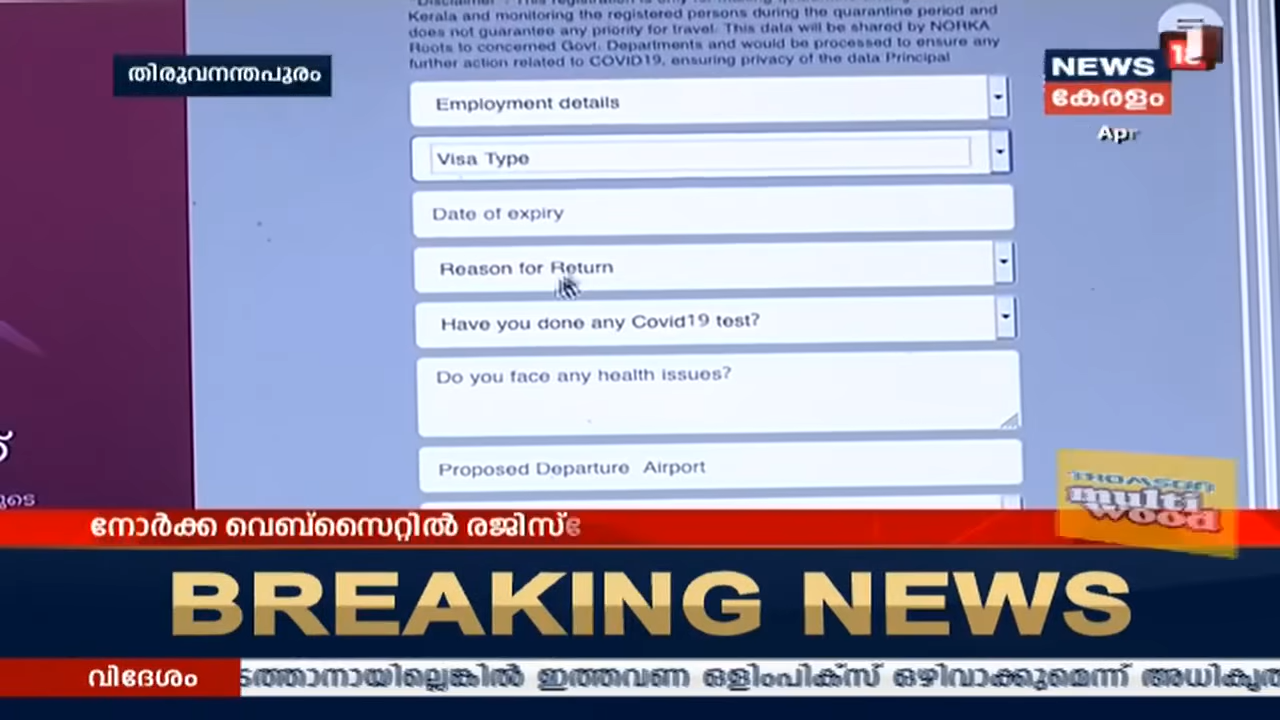 Kerala and monitoring the registered persons during the quarantine period and
does not guarantee any priority for travel. This data will be shared by NORKA
Roots to concerned Govt. Departments and would be processed to ensure any
further action related to COVID19, ensuring privacy of the data Principal
തിരുവനന്തപുരം
NEWS 18
കേരളം
Apr
Employment details
Visa Type
Date of expiry
Reason for Return
Have you done any Covid19 test?
Do you face any health issues?
Proposed Departure Airport
TROMSON
multi
wood
നോർക്ക വെബ്സൈറ്റിൽ രജിസ്
BREAKING NEWS
വിദേശം
ടത്താനായില്ലെങ്കിൽ ഇത്തവണ ഒളിംപിക്സ് ഒഴിവാക്കുമെന്ന് അധികൃത